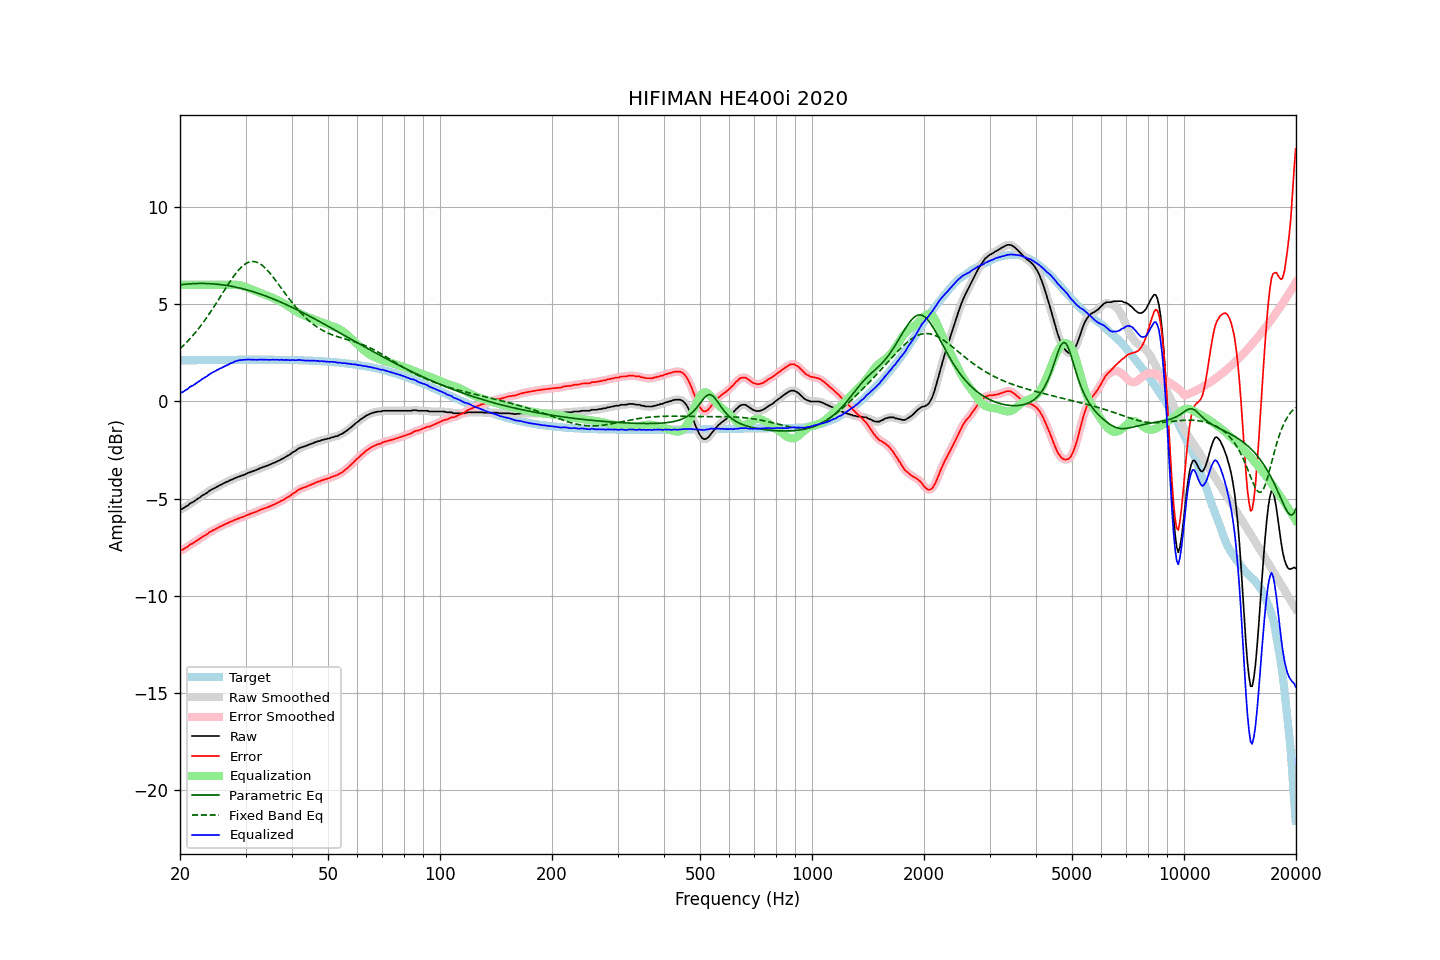 HIFIMAN HE400i 2020
Amplitude (dBr)
10
5
0
−5
−10
−15
−20
Target
Raw Smoothed
Error Smoothed
Raw
Error
Equalization
Parametric Eq
Fixed Band Eq
Equalized
20 50 100 200 500 1000 2000 5000 10000 20000
Frequency (Hz)